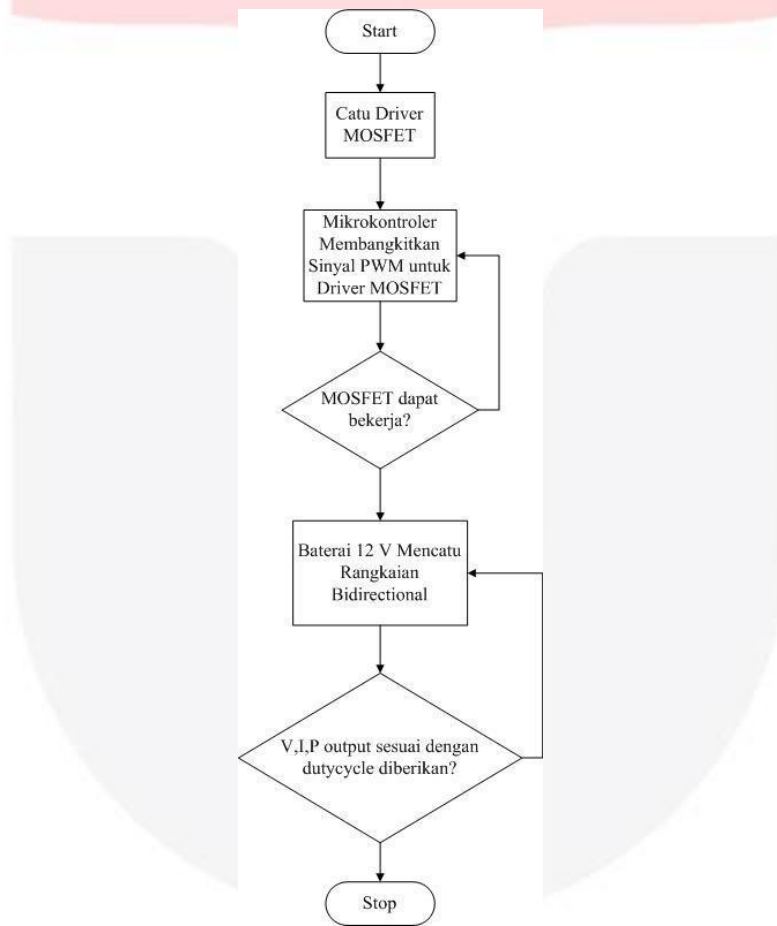 Start
Catu Driver
MOSFET
Mikrokontroler
Membangkitkan
Sinyal PWM untuk
Driver MOSFET
MOSFET dapat
bekerja?
Baterai 12 V Mencatu
Rangkaian
Bidirectional
V,I,P output sesuai dengan
dutycycle diberikan?
Stop